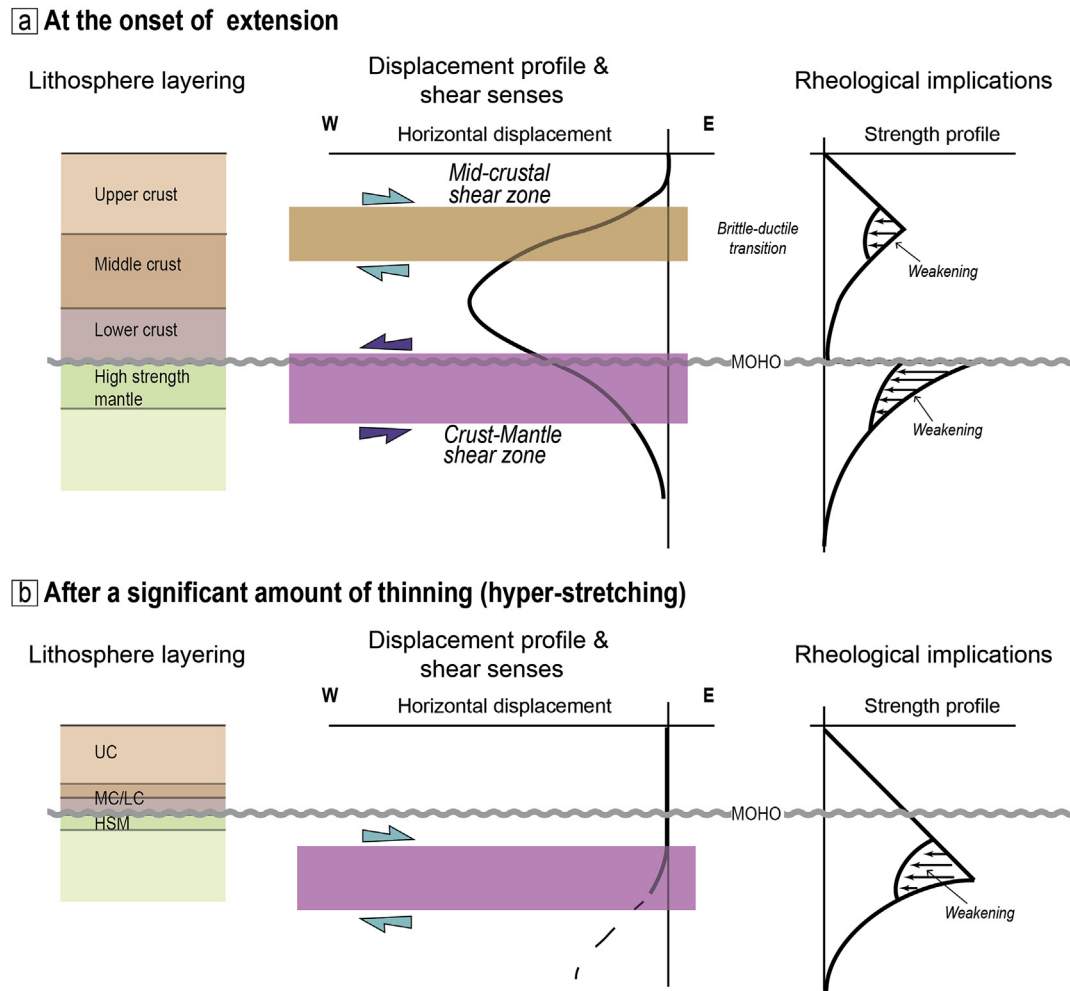 a At the onset of extension
Lithosphere layering
Displacement profile &
shear senses
Rheological implications
W
E
Horizontal displacement
Strength profile
Upper crust
Mid-crustal
shear zone
Brittle-ductile
transition
Middle crust
Weakening
Lower crust
MOHO
High strength
mantle
Crust-Mantle
shear zone
Weakening
b After a significant amount of thinning (hyper-stretching)
Lithosphere layering
Displacement profile &
shear senses
Rheological implications
W
E
Horizontal displacement
Strength profile
UC
MC/LC
MOHO
HSM
Weakening